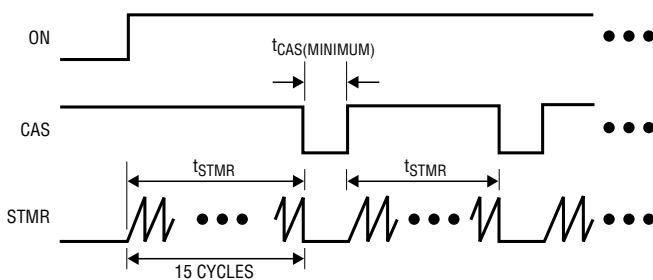 ON
tCAS(MINIMUM)
CAS
tSTMR
tSTMR
STMR
15 CYCLES